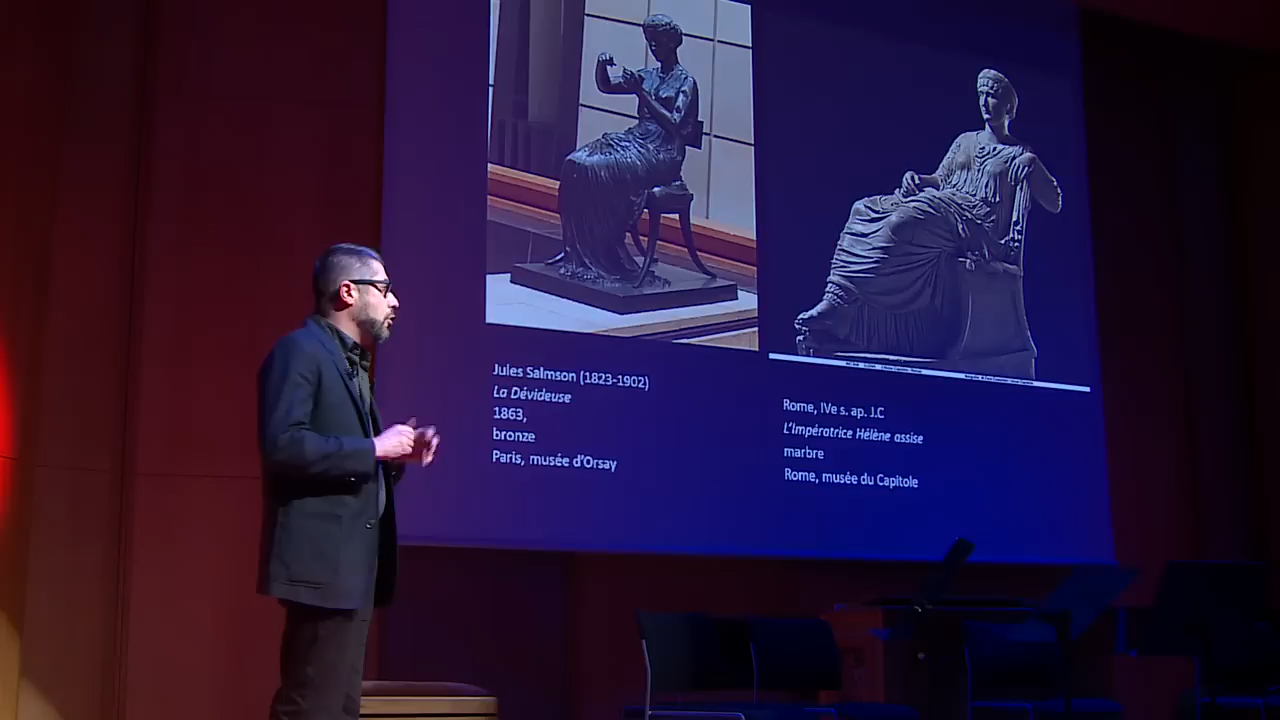 Jules Salmson (1823-1902)
La Dévideuse
1863,
bronze
Paris, musée d'Orsay
Rome, IVe s. ap. J.C
L'Impératrice Hélène assise
marbre
Rome, musée du Capitole